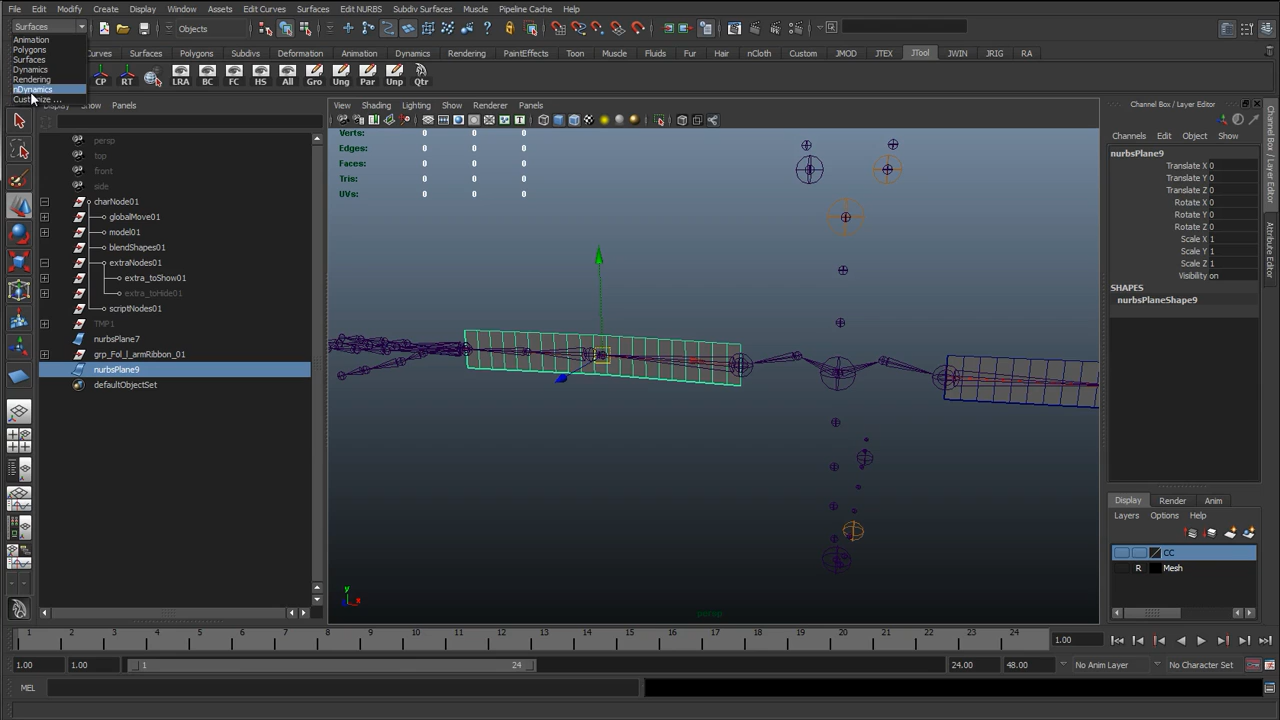 File Edit Modify Create Display Window Assets Edit Curves Surfaces Edit NURBS Subdiv Surfaces Muscle Pipeline Cache Help
Surfaces
Objects
Animation
Polygons
Surfaces
Dynamics
Rendering
nDynamics
Curves Surfaces Polygons Subdivs Deformation Animation Dynamics Rendering PaintEffects Toon Muscle Fluids Fur Hair nCloth Custom JMOD JTEX JTool JWIN JRIG RA
CP RT LRA BC FC HS All Gro Ung Par Unp Qtr
Show Panels
View Shading Lighting Show Renderer Panels
Channel Box / Layer Editor
Channels Edit Object Show
persp
top
front
side
charNode01
globalMove01
model01
blendShapes01
extraNodes01
extra_toShow01
extra_toHide01
scriptNodes01
TMP1
nurbsPlane7
grp_Fol_l_armRibbon_01
nurbsPlane9
defaultObjectSet
Verts: 0 0 0
Edges: 0 0 0
Faces: 0 0 0
Tris: 0 0 0
UVs: 0 0 0
y
x
persp
nurbsPlane9
Translate X 0
Translate Y 0
Translate Z 0
Rotate X 0
Rotate Y 0
Rotate Z 0
Scale X 1
Scale Y 1
Scale Z 1
Visibility on
SHAPES
nurbsPlaneShape9
Channel Box / Layer Editor
Attribute Editor
Display Render Anim
Layers Options Help
CC
R Mesh
1 2 3 4 5 6 7 8 9 10 11 12 13 14 15 16 17 18 19 20 21 22 23 24
1.00
1.00 1.00 1 24 24.00 48.00 No Anim Layer No Character Set
MEL